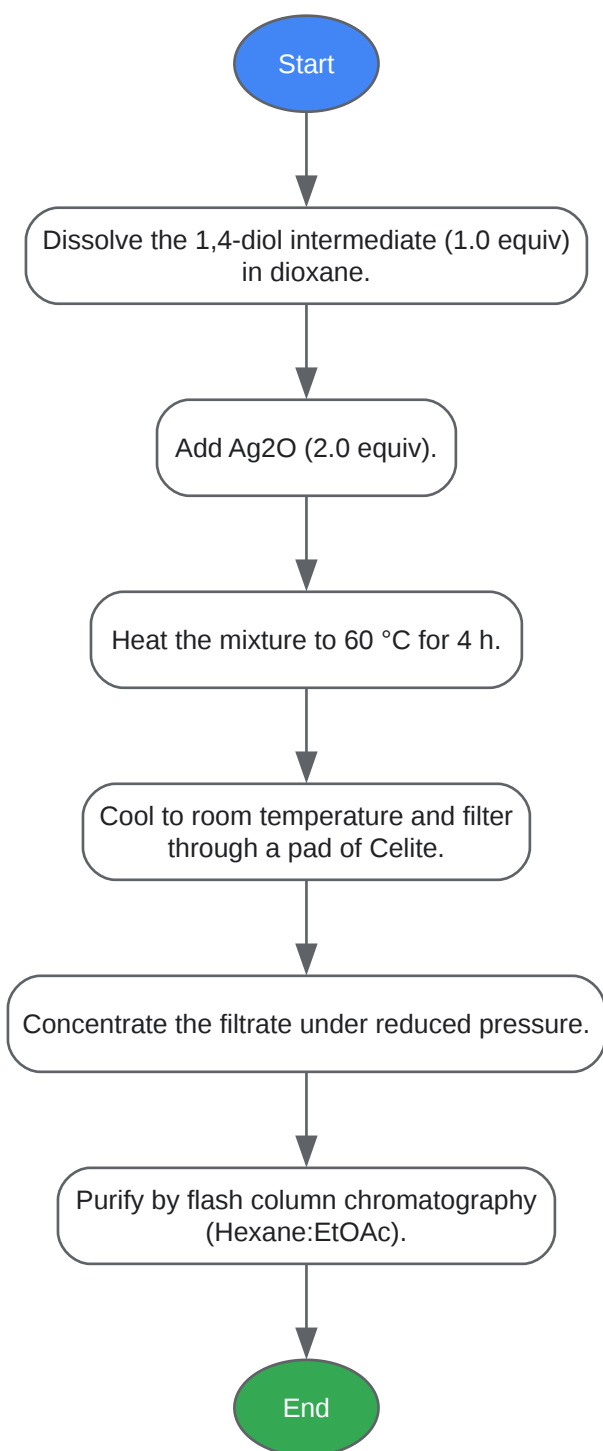 Start
Dissolve the 1,4-diol intermediate (1.0 equiv)
in dioxane.
Add Ag2O (2.0 equiv).
Heat the mixture to 60 °C for 4 h.
Cool to room temperature and filter
through a pad of Celite.
Concentrate the filtrate under reduced pressure.
Purify by flash column chromatography
(Hexane:EtOAc).
End